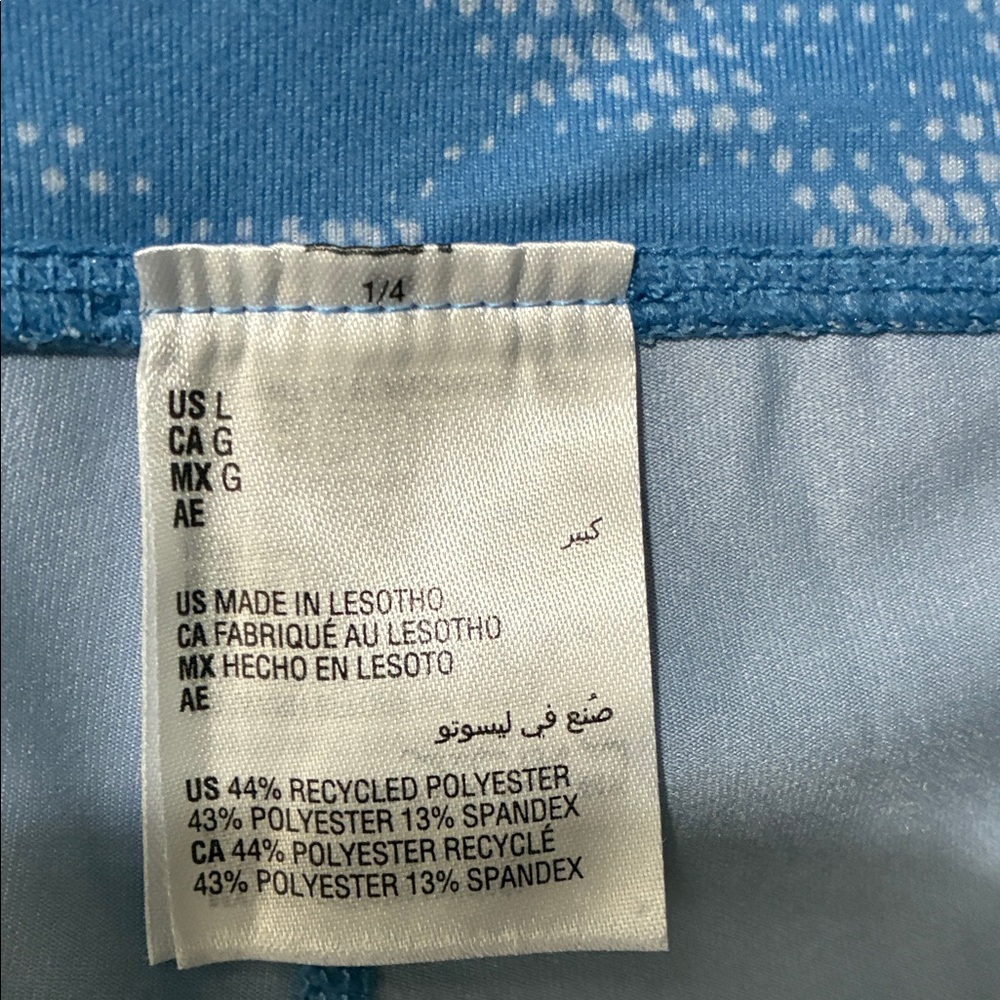 1/4
US L
CA G
MX G
AE
كبير
US MADE IN LESOTHO
CA FABRIQUÉ AU LESOTHO
MX HECHO EN LESOTO
AE
صُنع في ليسوتو
US 44% RECYCLED POLYESTER
43% POLYESTER 13% SPANDEX
CA 44% POLYESTER RECYCLÉ
43% POLYESTER 13% SPANDEX